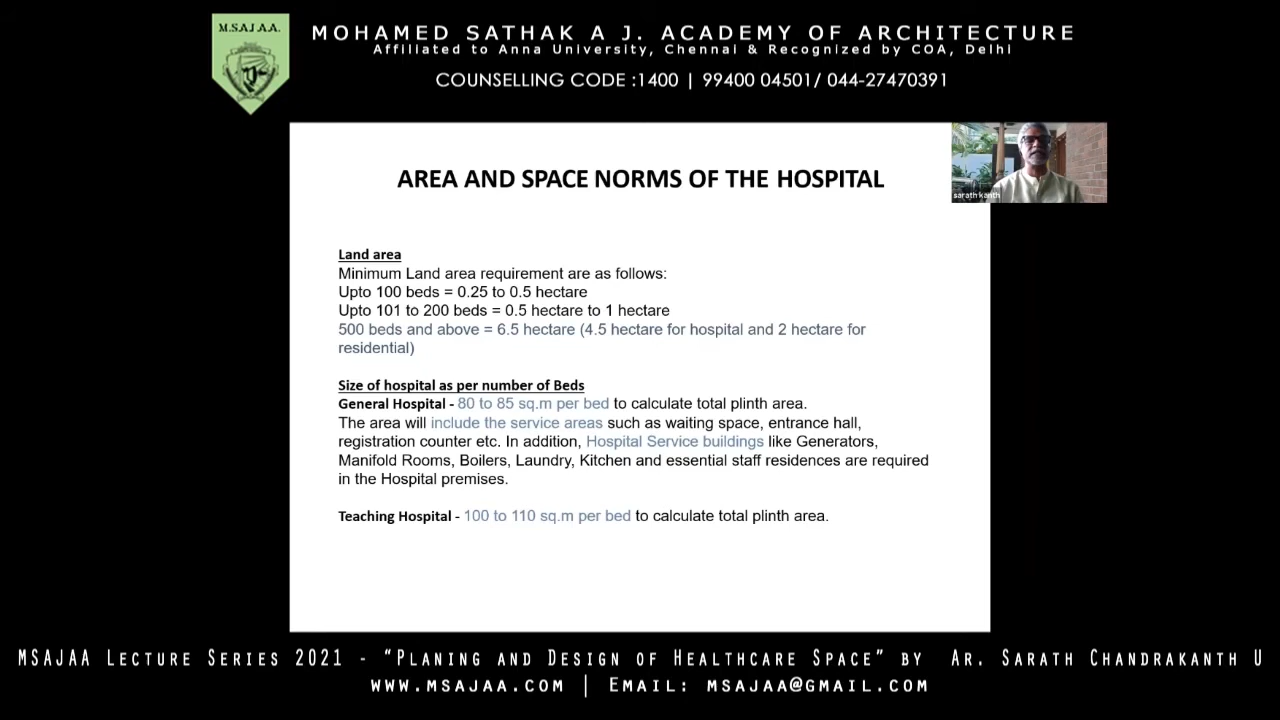 M.SAJ AA.
MOHAMED SATHAK A J. ACADEMY OF ARCHITECTURE
Affiliated to Anna University, Chennai & Recognized by COA, Delhi
COUNSELLING CODE :1400 | 99400 04501/ 044-27470391
sarath kanth
AREA AND SPACE NORMS OF THE HOSPITAL
Land area
Minimum Land area requirement are as follows:
Upto 100 beds = 0.25 to 0.5 hectare
Upto 101 to 200 beds = 0.5 hectare to 1 hectare
500 beds and above = 6.5 hectare (4.5 hectare for hospital and 2 hectare for
residential)
Size of hospital as per number of Beds
General Hospital - 80 to 85 sq.m per bed to calculate total plinth area.
The area will include the service areas such as waiting space, entrance hall,
registration counter etc. In addition, Hospital Service buildings like Generators,
Manifold Rooms, Boilers, Laundry, Kitchen and essential staff residences are required
in the Hospital premises.
Teaching Hospital - 100 to 110 sq.m per bed to calculate total plinth area.
MSAJAA Lecture Series 2021 - "Planing and Design of Healthcare Space" by Ar. Sarath Chandrakanth U
www.msajaa.com | Email: msajaa@gmail.com